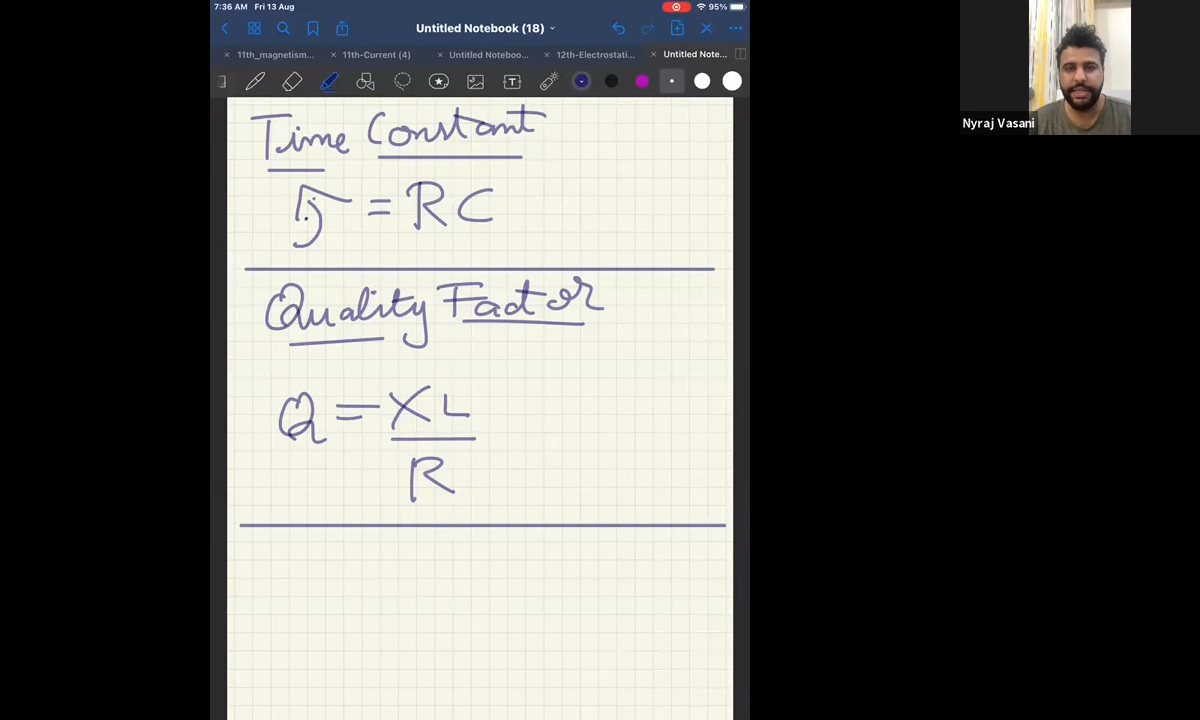 7:36 AM Fri 13 Aug
95%
Untitled Notebook (18)
11th_magnetism...
11th-Current (4)
Untitled Noteboo...
12th-Electrostati...
Untitled Note...
Nyraj Vasani
Time Constant
= RC
Quality Factor
Q = XL
R